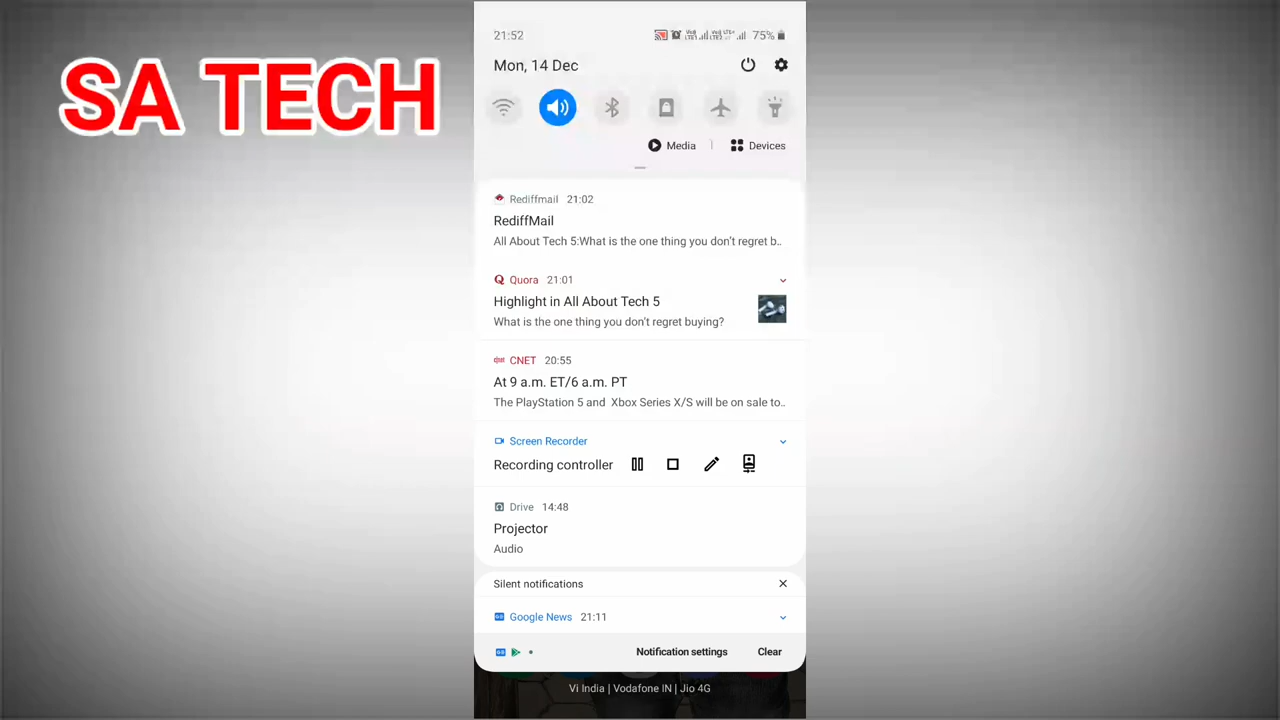 SA TECH
21:52
75%
Mon, 14 Dec
Media | Devices
Rediffmail 21:02
RediffMail
All About Tech 5:What is the one thing you don't regret b..
Quora 21:01
Highlight in All About Tech 5
What is the one thing you don't regret buying?
CNET 20:55
At 9 a.m. ET/6 a.m. PT
The PlayStation 5 and Xbox Series X/S will be on sale to..
Screen Recorder
Recording controller
Drive 14:48
Projector
Audio
Silent notifications
Google News 21:11
Notification settings Clear
Vi India | Vodafone IN | Jio 4G